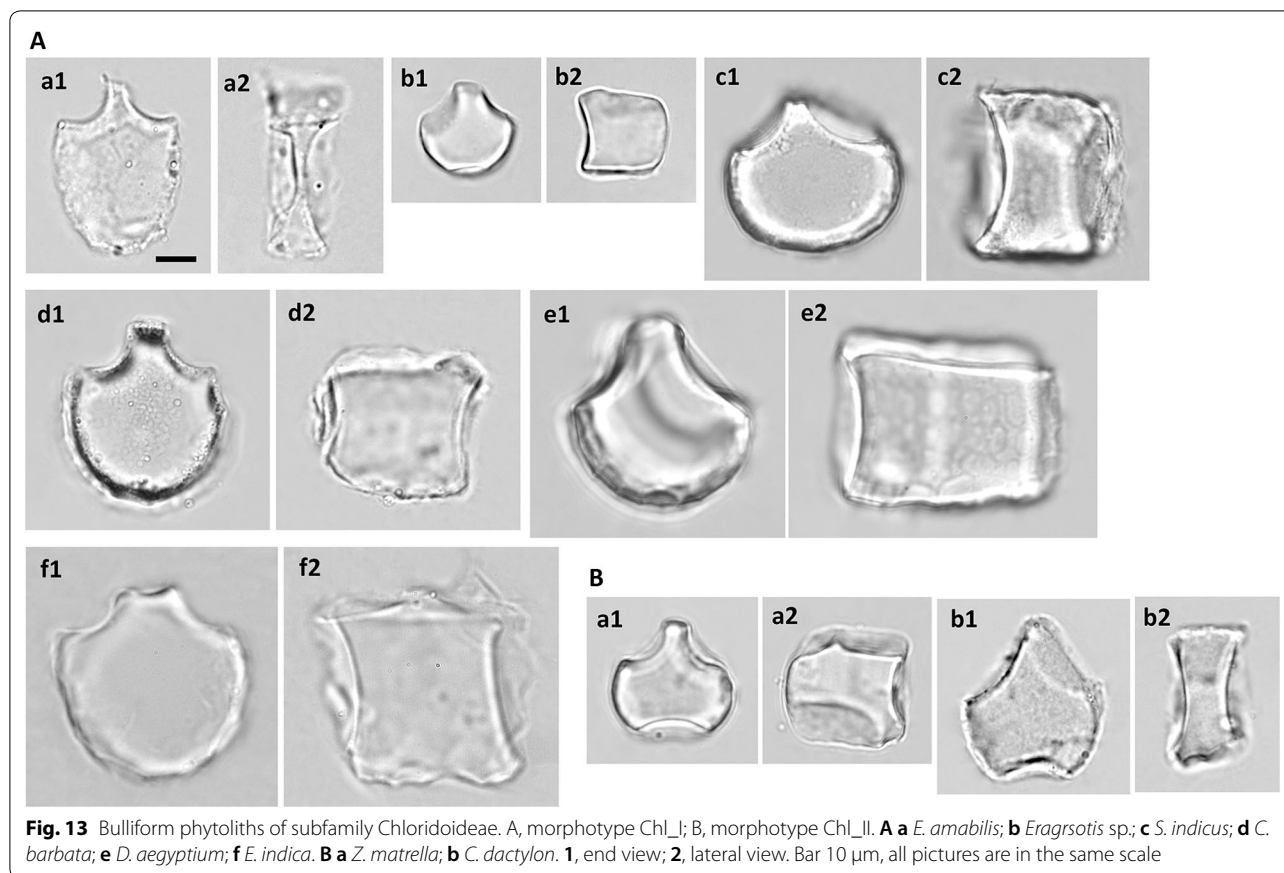 A
a1 a2 b1 b2 c1 c2
d1 d2 e1 e2
f1 f2
B
a1 a2 b1 b2
Fig. 13 Bulliform phytoliths of subfamily Chloridoideae. A, morphotype Chl_I; B, morphotype Chl_II. A a E. amabilis; b Eragrsotis sp.; c S. indicus; d C.
barbata; e D. aegyptium; f E. indica. B a Z. matrella; b C. dactylon. 1, end view; 2, lateral view. Bar 10 μm, all pictures are in the same scale